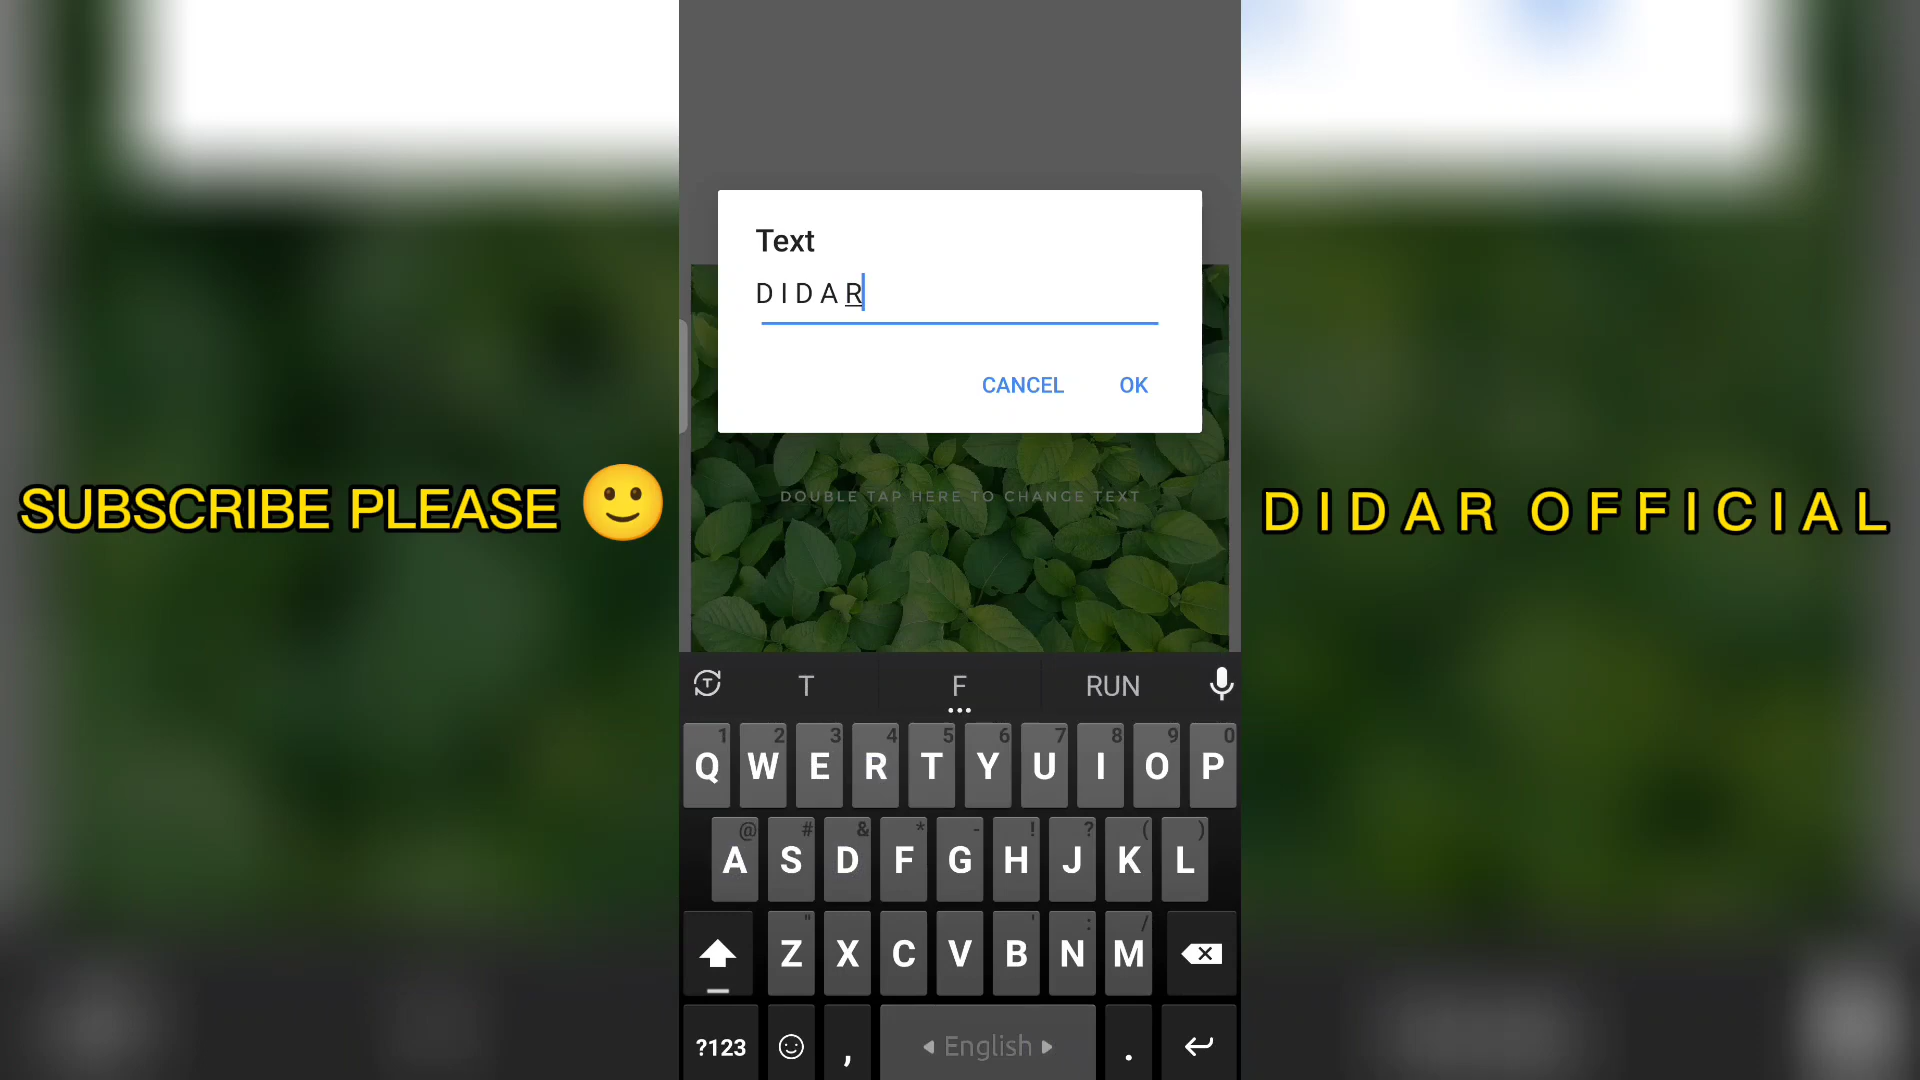 Text
D I D A R
CANCEL OK
DOUBLE TAP HERE TO CHANGE TEXT
SUBSCRIBE PLEASE 🙂
D I D A R O F F I C I A L
T F RUN
1 2 3 4 5 6 7 8 9 0
Q W E R T Y U I O P
@ # & * - ! ? ( )
A S D F G H J K L
" ' : /
Z X C V B N M
?123 , English .